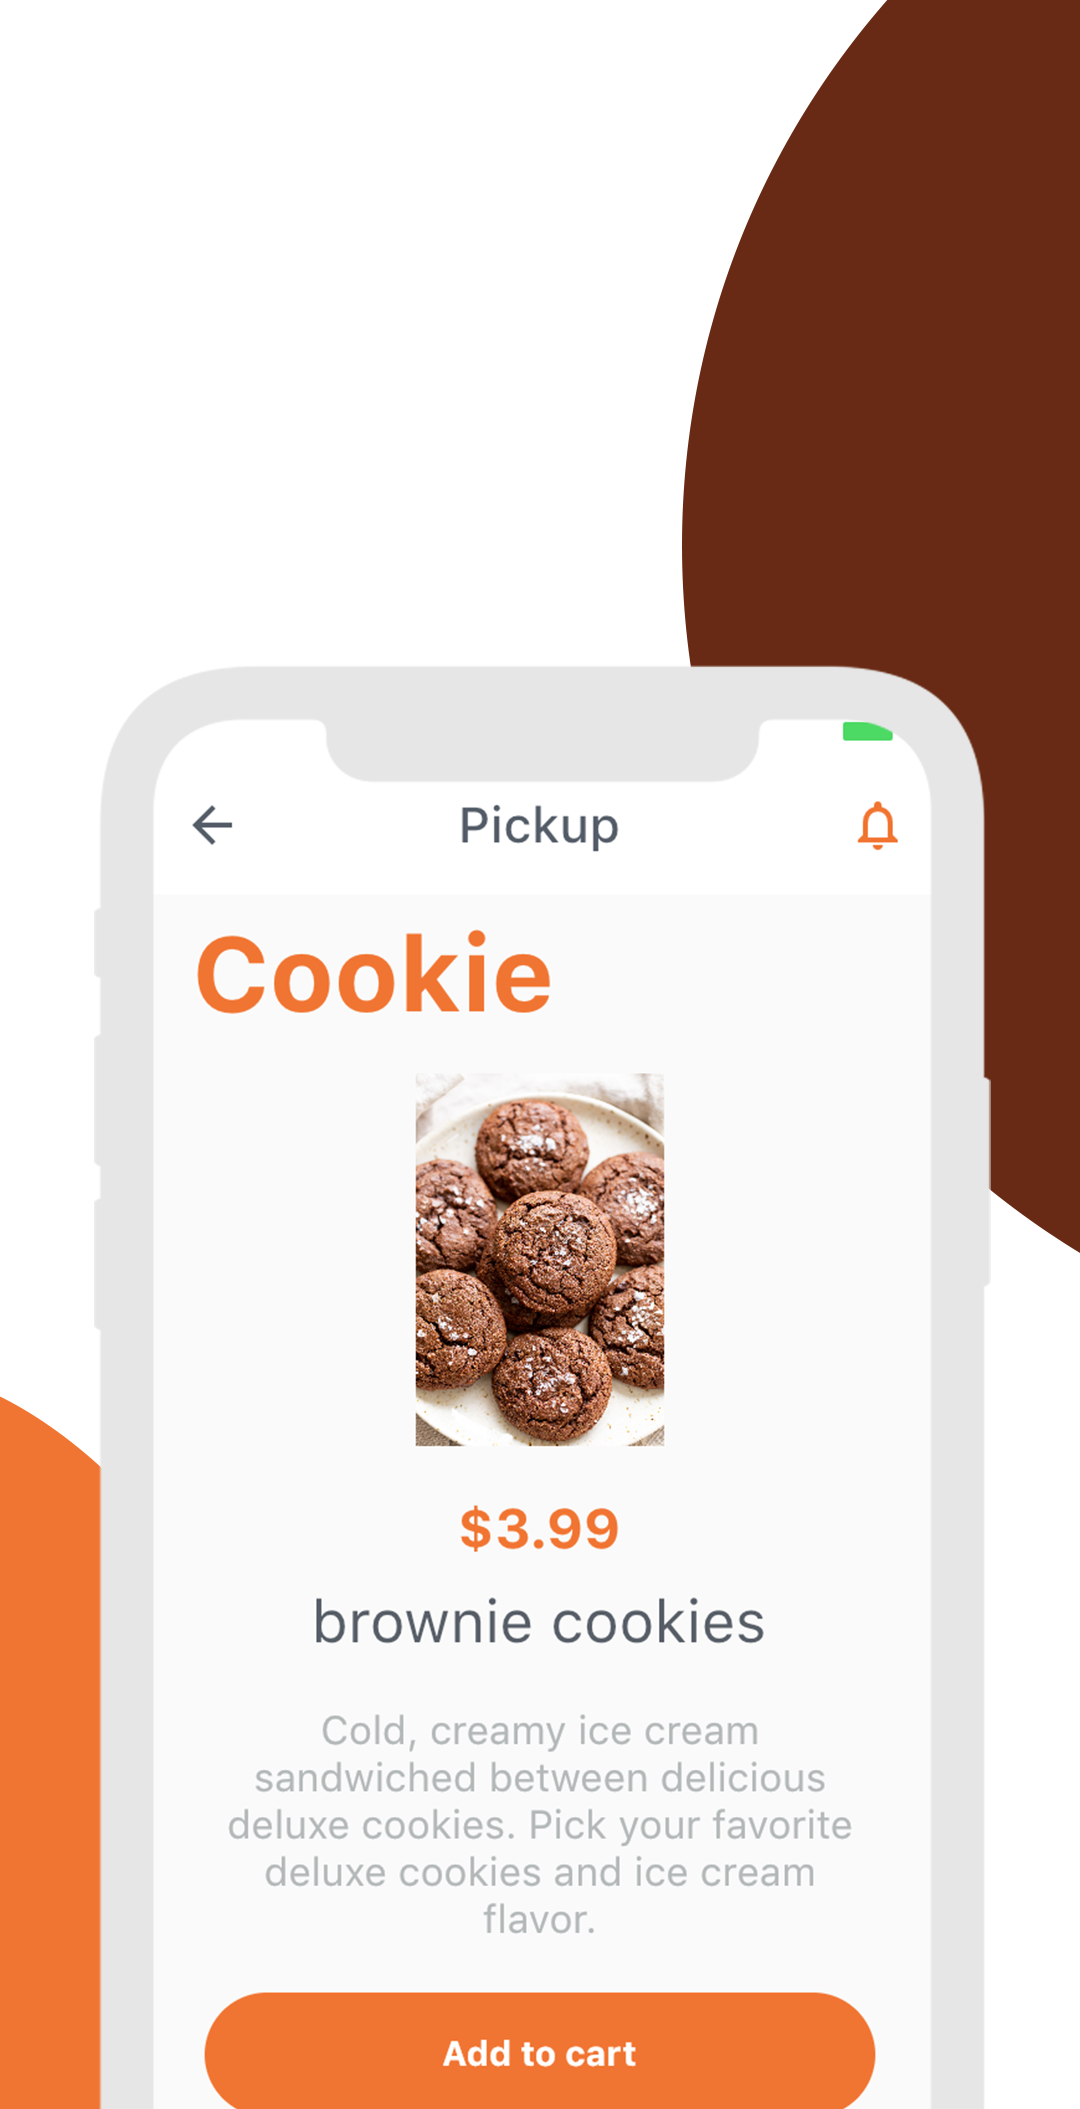 Pickup
Cookie
$3.99
brownie cookies
Cold, creamy ice cream
sandwiched between delicious
deluxe cookies. Pick your favorite
deluxe cookies and ice cream
flavor.
Add to cart